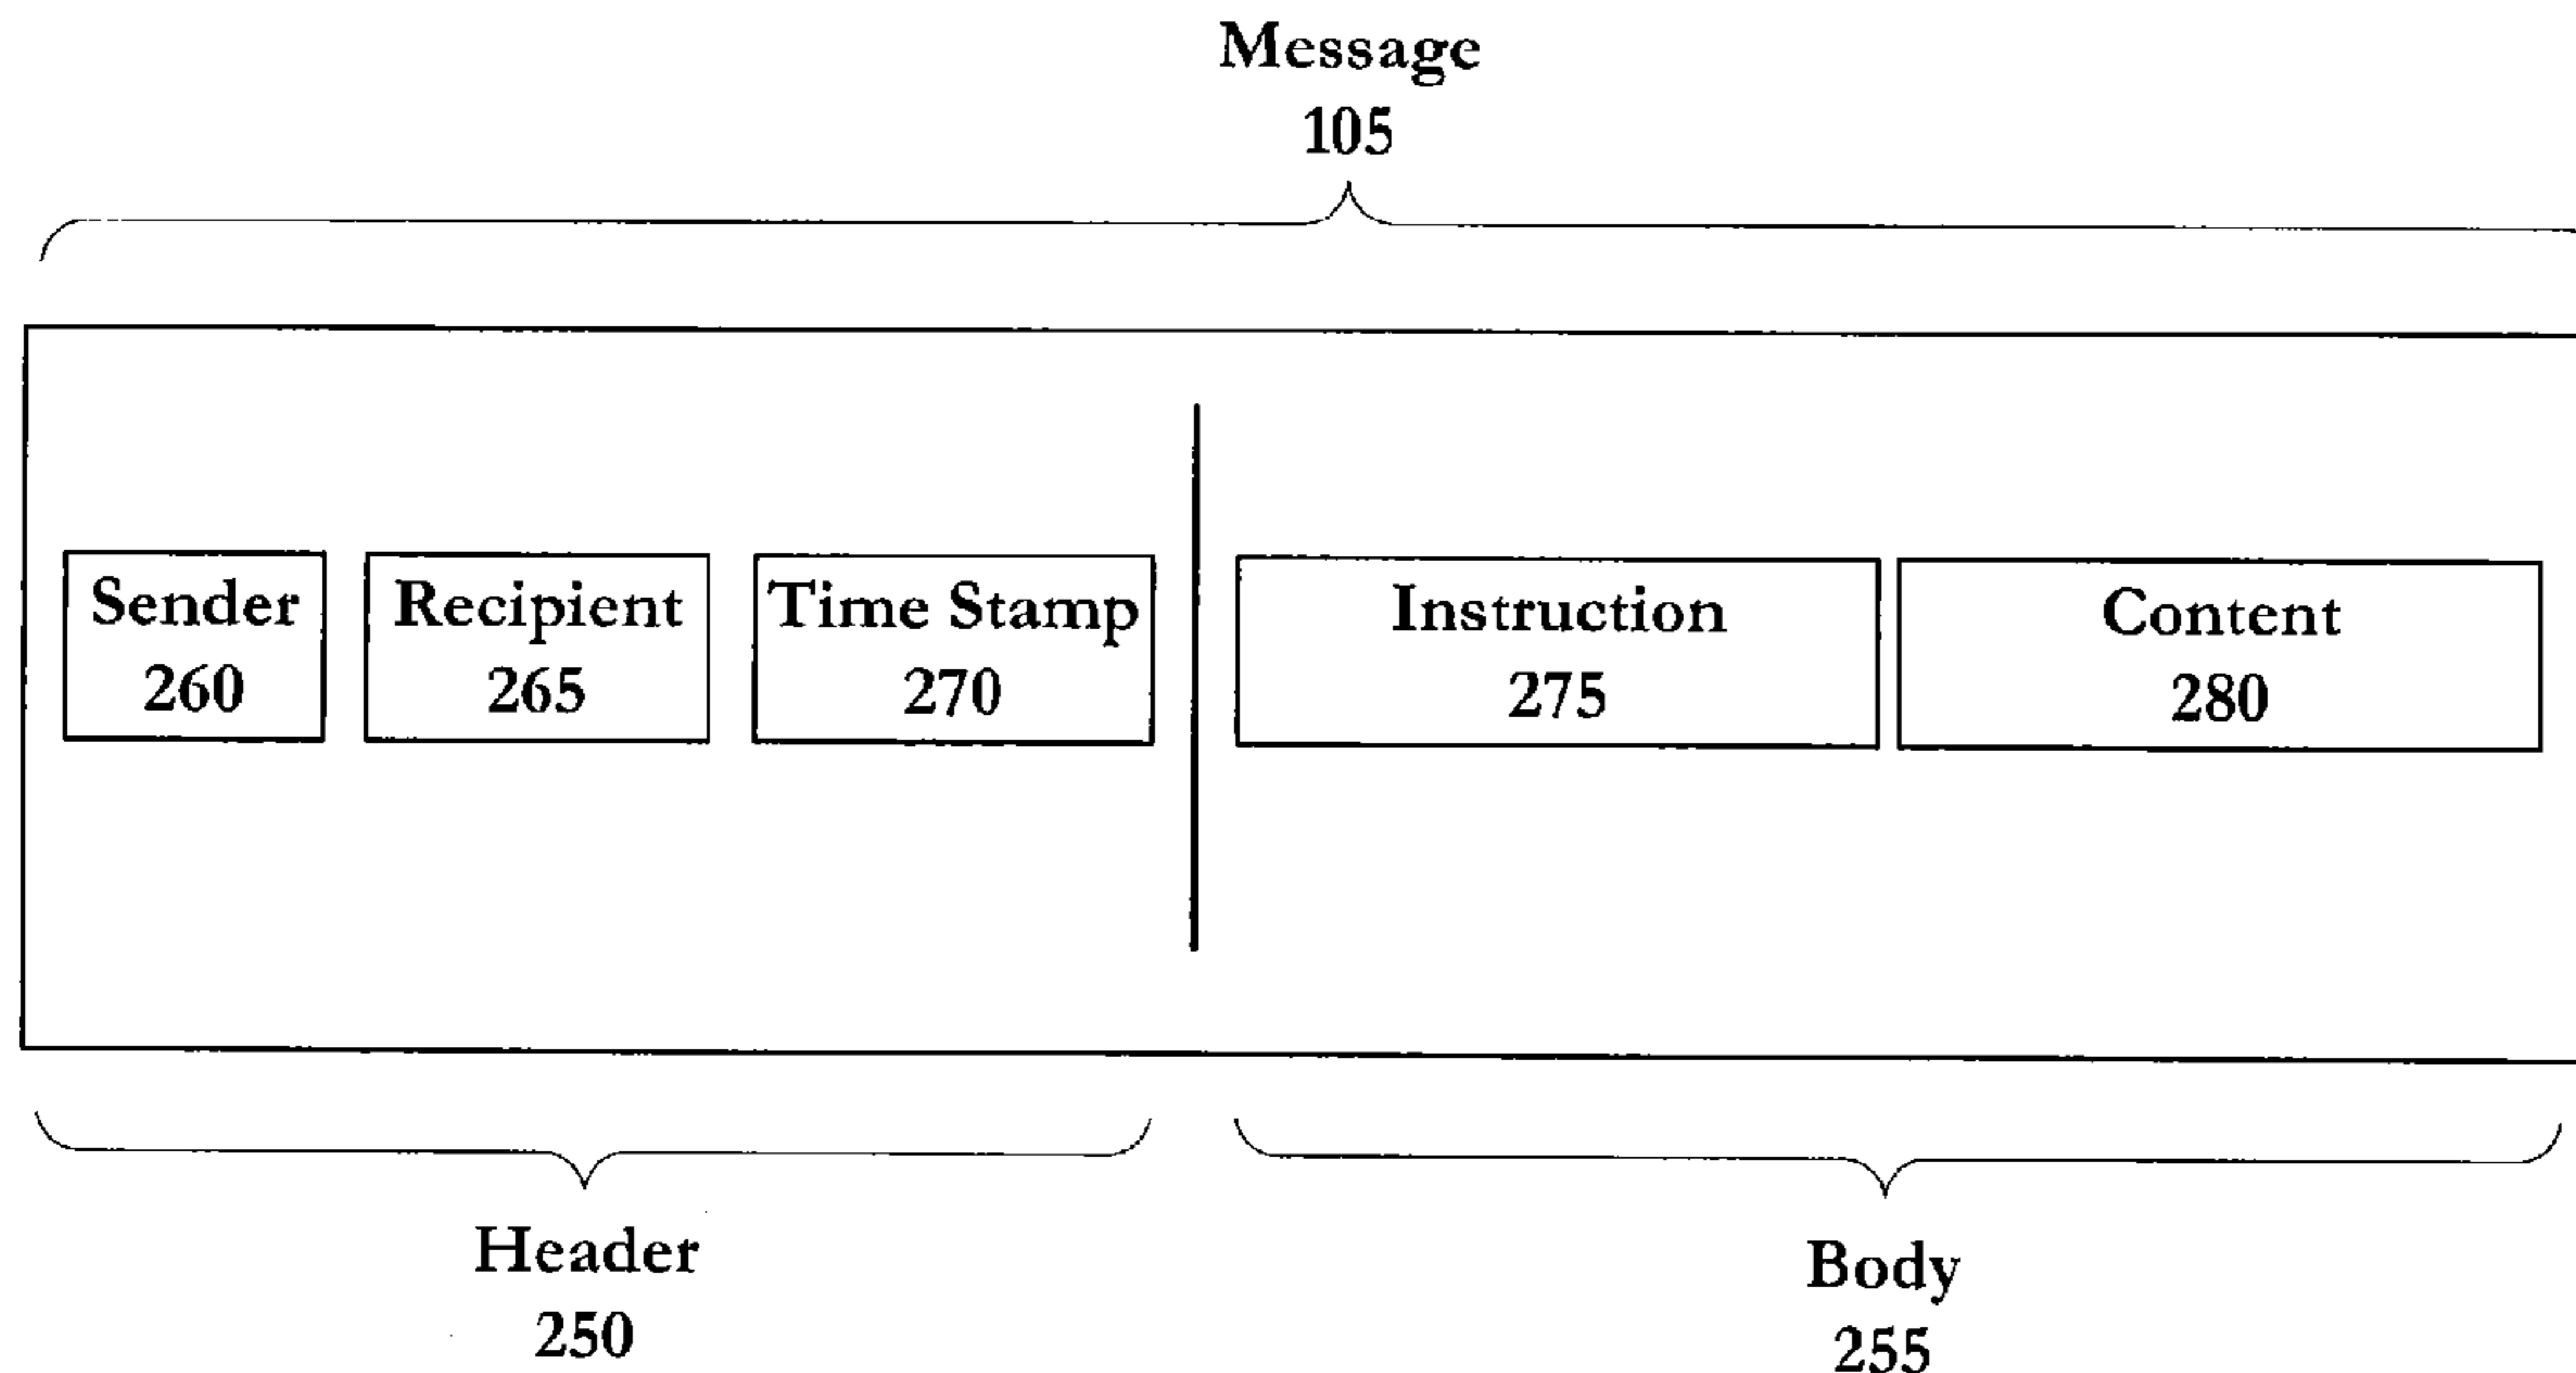 Message
105
Sender
260
Recipient
265
Time Stamp
270
Instruction
275
Content
280
Header
250
Body
255